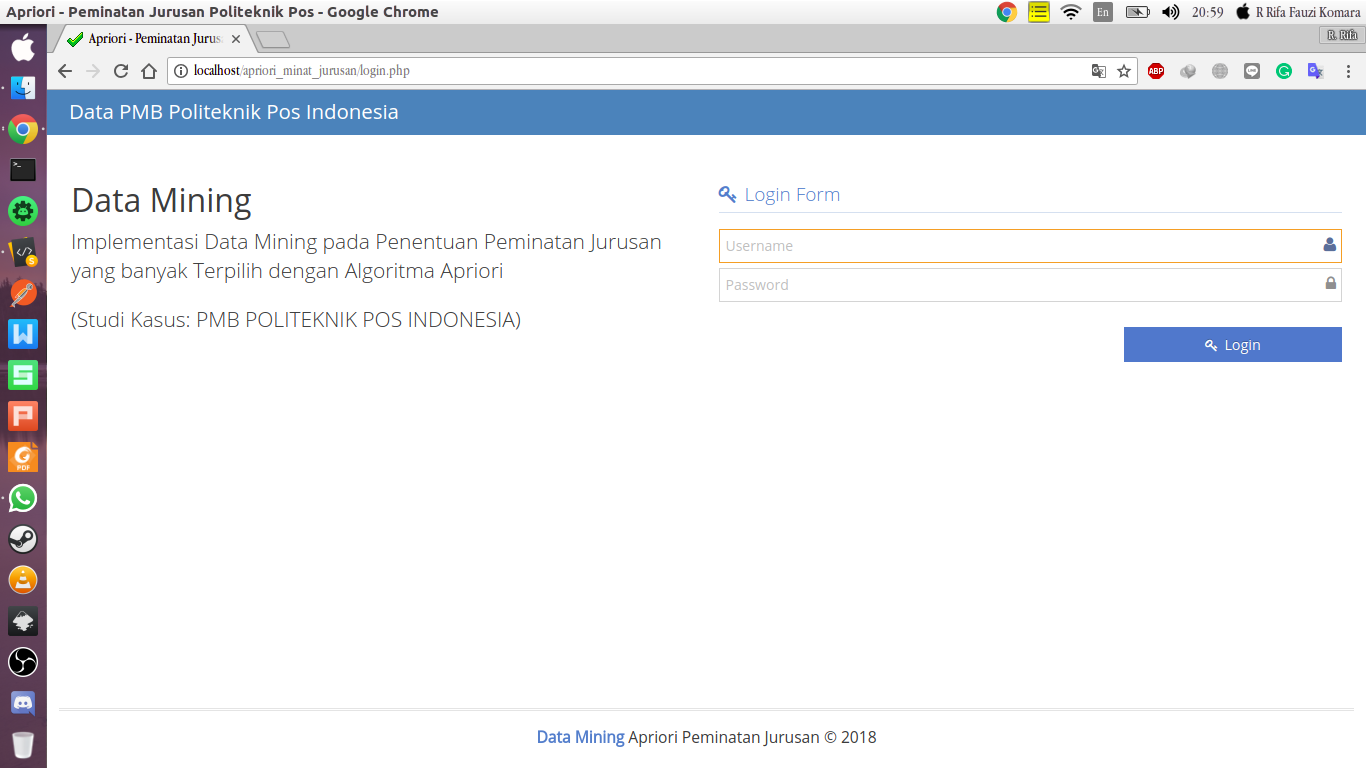 Apriori - Peminatan Jurusan Politeknik Pos - Google Chrome
En
20:59
R Rifa Fauzi Komara
Apriori - Peminatan Jurus
R. Rifa
localhost/apriori_minat_jurusan/login.php
ABP
LINE
G
Data PMB Politeknik Pos Indonesia
Data Mining
Implementasi Data Mining pada Penentuan Peminatan Jurusan
yang banyak Terpilih dengan Algoritma Apriori
(Studi Kasus: PMB POLITEKNIK POS INDONESIA)
Login Form
Username
Password
Login
W
S
P
PDF
Data Mining Apriori Peminatan Jurusan © 2018